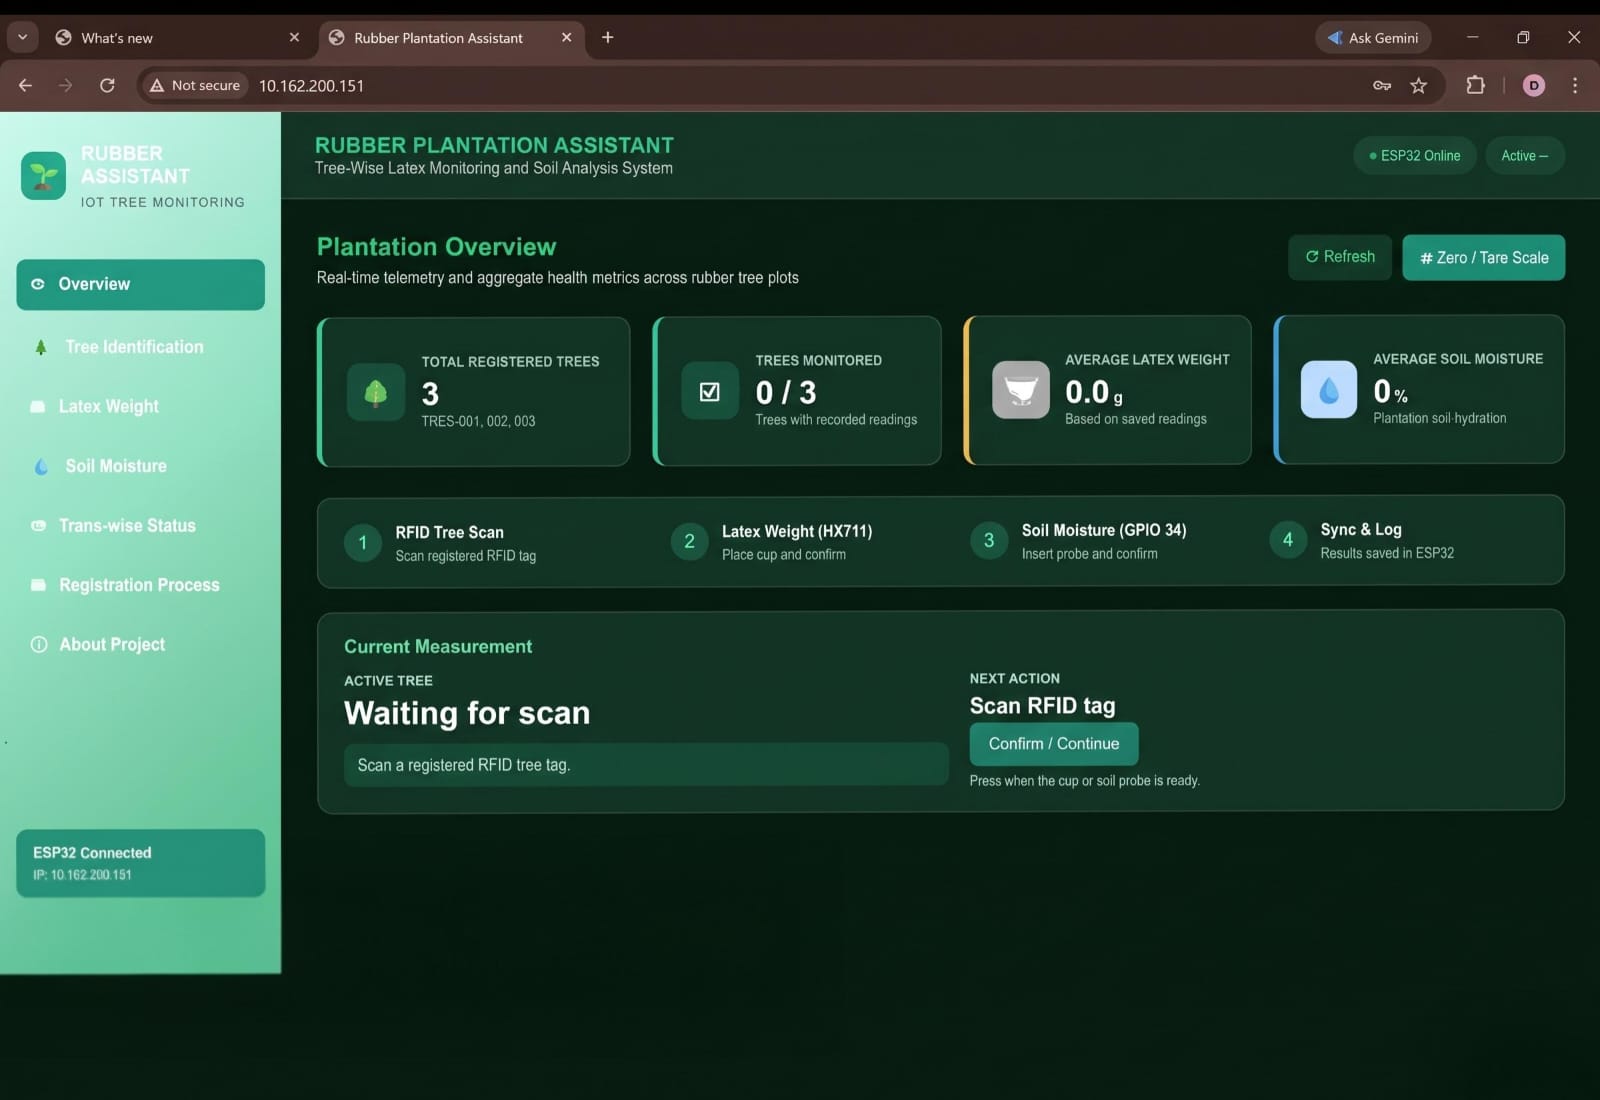 What's new
Rubber Plantation Assistant
Ask Gemini
Not secure
10.162.200.151
D
RUBBER
ASSISTANT
IOT TREE MONITORING
Overview
Tree Identification
Latex Weight
Soil Moisture
Trans-wise Status
Registration Process
About Project
ESP32 Connected
IP: 10.162.200.151
RUBBER PLANTATION ASSISTANT
Tree-Wise Latex Monitoring and Soil Analysis System
ESP32 Online
Active –
Plantation Overview
Real-time telemetry and aggregate health metrics across rubber tree plots
Refresh
# Zero / Tare Scale
TOTAL REGISTERED TREES
3
TRES-001, 002, 003
TREES MONITORED
0 / 3
Trees with recorded readings
AVERAGE LATEX WEIGHT
0.0 g
Based on saved readings
AVERAGE SOIL MOISTURE
0 %
Plantation soil·hydration
1
RFID Tree Scan
Scan registered RFID tag
2
Latex Weight (HX711)
Place cup and confirm
3
Soil Moisture (GPIO 34)
Insert probe and confirm
4
Sync & Log
Results saved in ESP32
Current Measurement
ACTIVE TREE
Waiting for scan
Scan a registered RFID tree tag.
NEXT ACTION
Scan RFID tag
Confirm / Continue
Press when the cup or soil probe is ready.